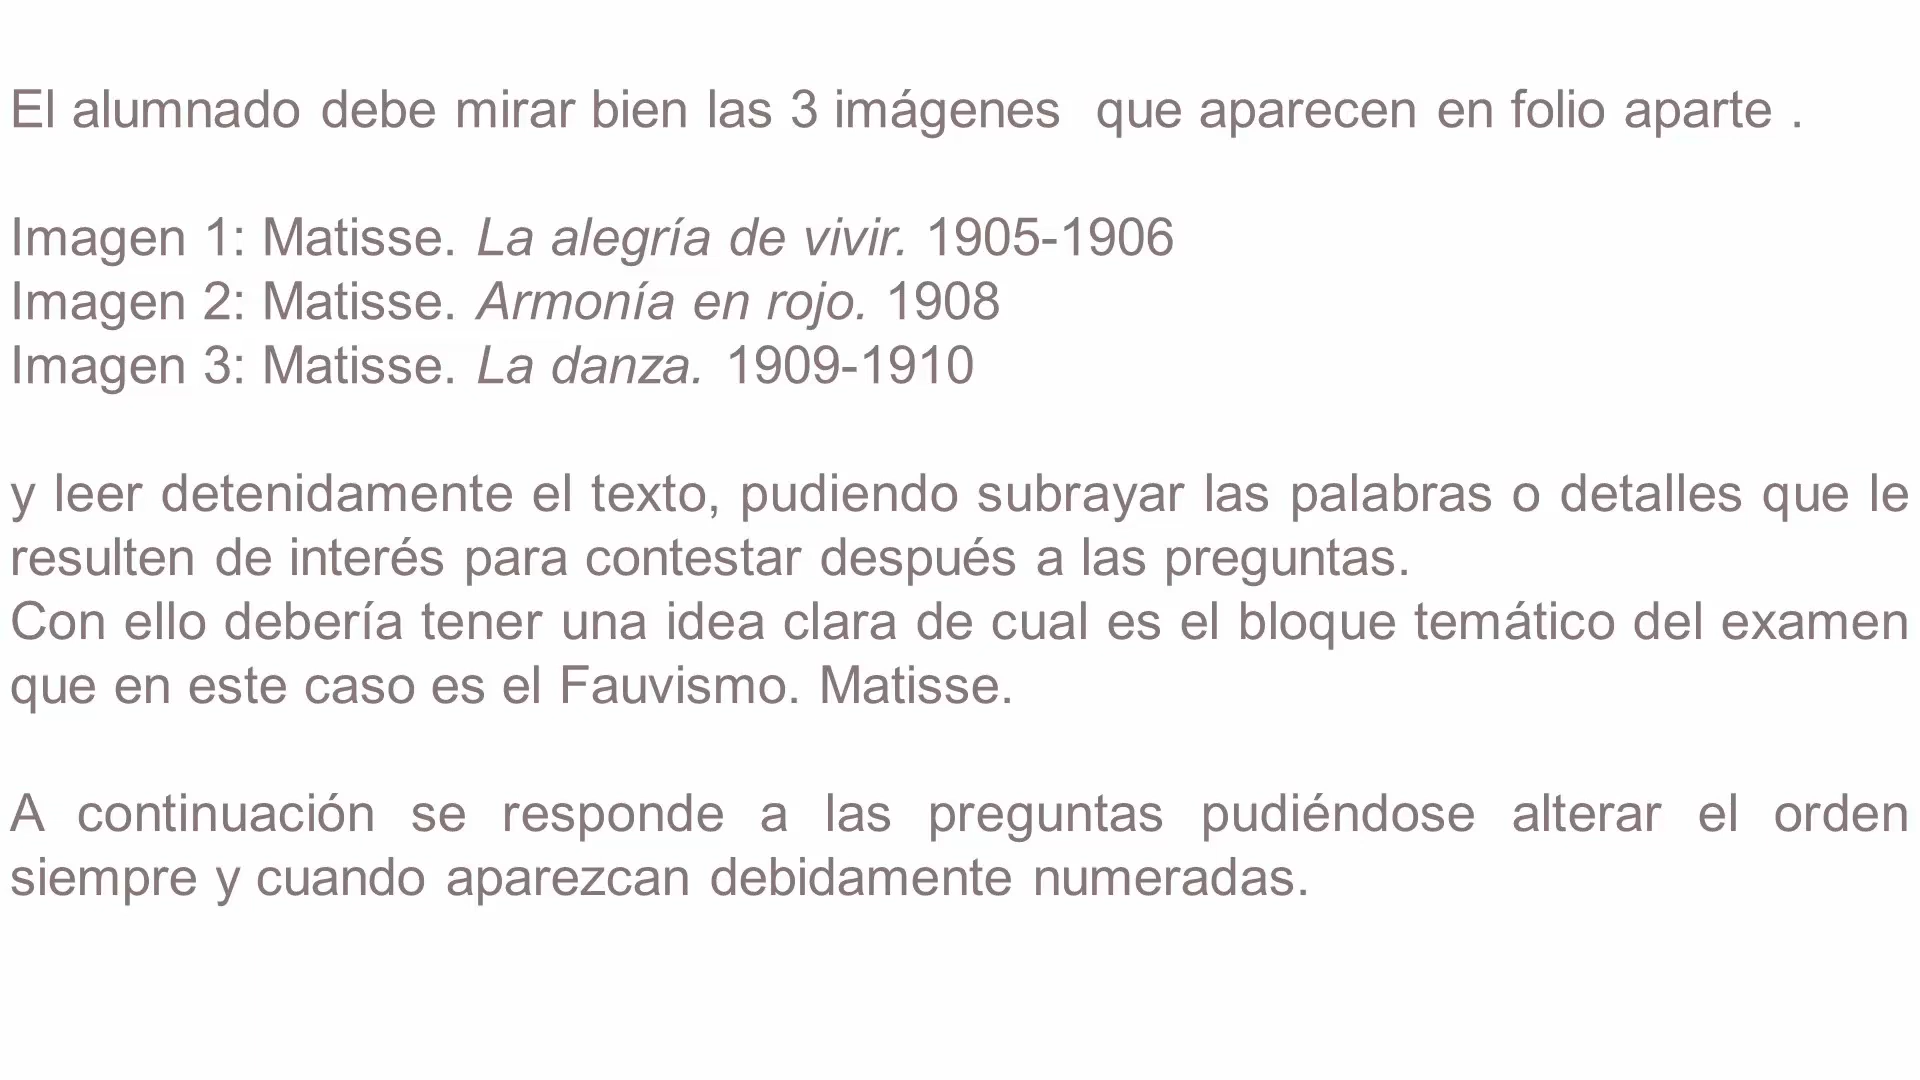 El alumnado debe mirar bien las 3 imágenes que aparecen en folio aparte .
Imagen 1: Matisse. La alegría de vivir. 1905-1906
Imagen 2: Matisse. Armonía en rojo. 1908
Imagen 3: Matisse. La danza. 1909-1910
y leer detenidamente el texto, pudiendo subrayar las palabras o detalles que le
resulten de interés para contestar después a las preguntas.
Con ello debería tener una idea clara de cual es el bloque temático del examen
que en este caso es el Fauvismo. Matisse.
A continuación se responde a las preguntas pudiéndose alterar el orden
siempre y cuando aparezcan debidamente numeradas.